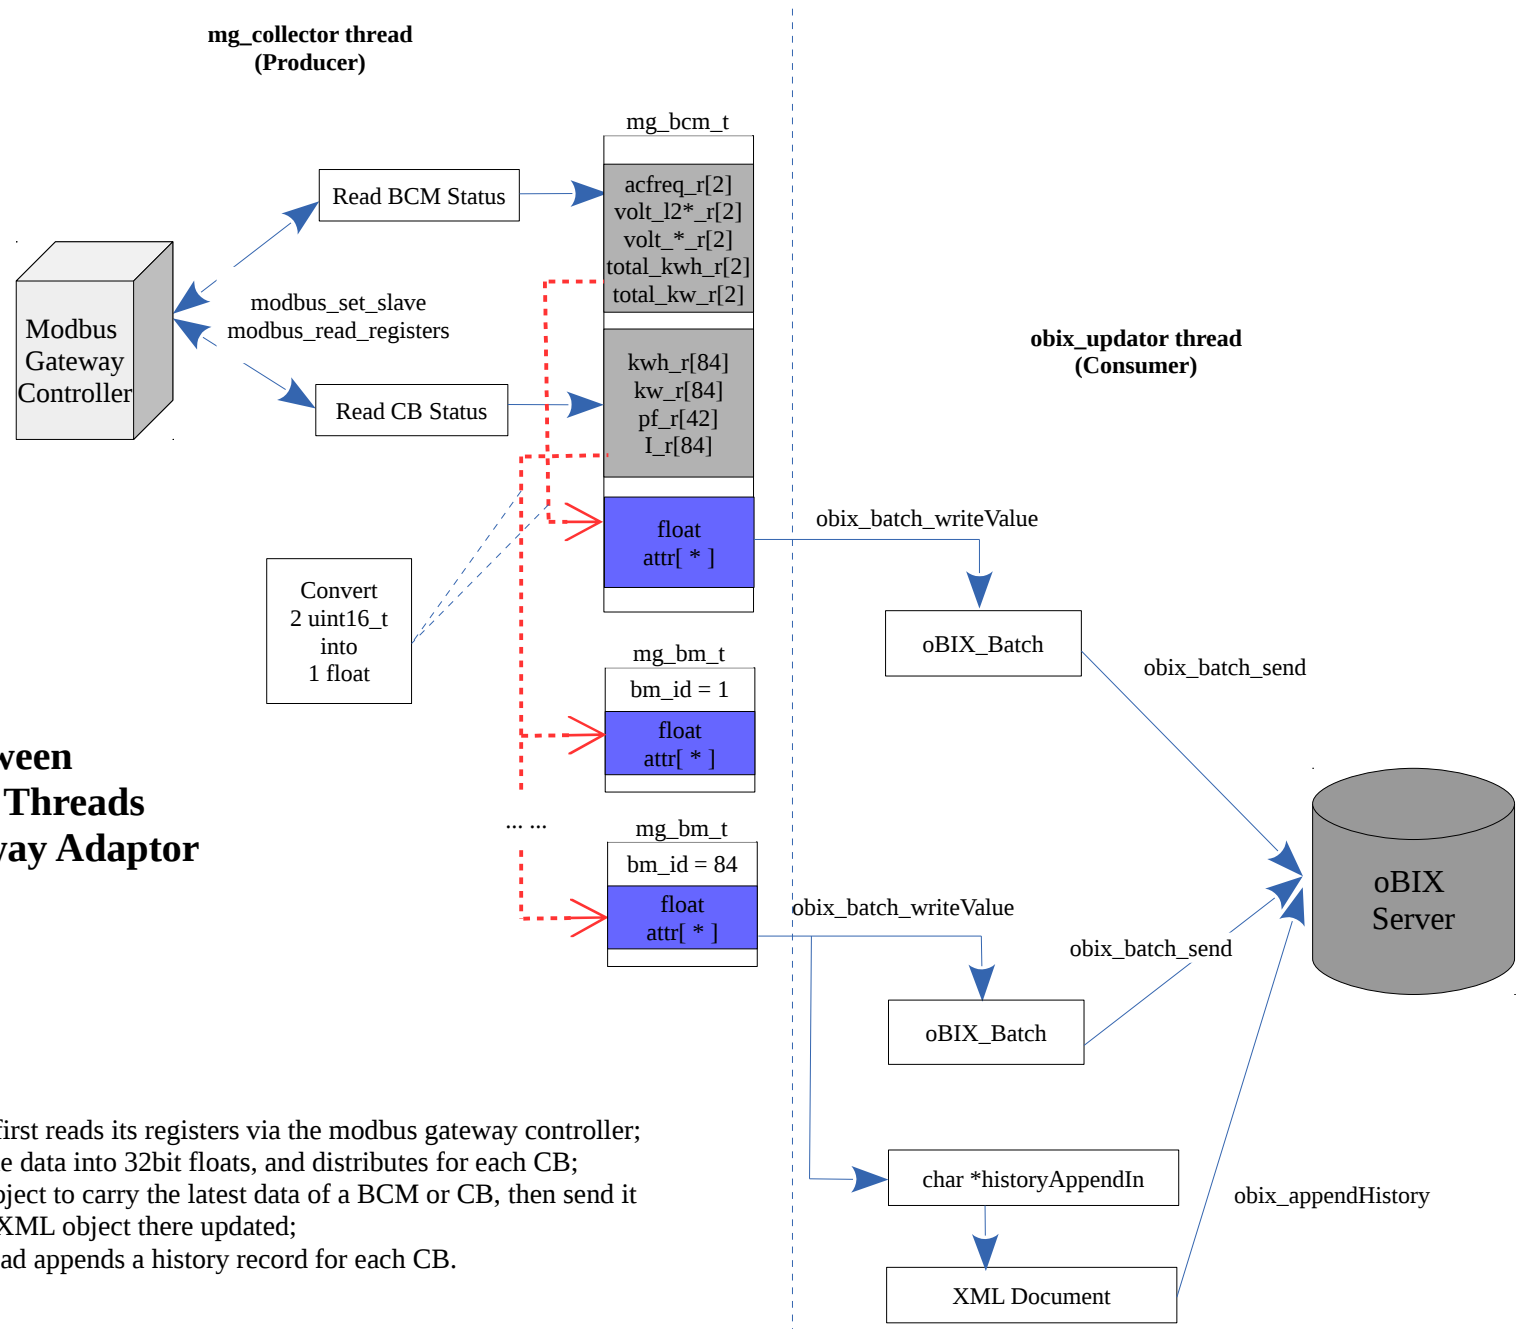 mg_collector thread
(Producer)
mg_bcm_t
Read BCM Status
acfreq_r[2]
volt_l2*_r[2]
volt_*_r[2]
total_kwh_r[2]
total_kw_r[2]
modbus_set_slave
modbus_read_registers
Modbus
Gateway
Controller
Read CB Status
kwh_r[84]
kw_r[84]
pf_r[42]
I_r[84]
obix_updator thread
(Consumer)
float
attr[ * ]
obix_batch_writeValue
Convert
2 uint16_t
into
1 float
oBIX_Batch
obix_batch_send
mg_bm_t
bm_id = 1
float
attr[ * ]
ween
Threads
way Adaptor
... ...
mg_bm_t
bm_id = 84
float
attr[ * ]
obix_batch_writeValue
obix_batch_send
oBIX
Server
oBIX_Batch
first reads its registers via the modbus gateway controller;
e data into 32bit floats, and distributes for each CB;
bject to carry the latest data of a BCM or CB, then send it
XML object there updated;
ad appends a history record for each CB.
char *historyAppendIn
obix_appendHistory
XML Document